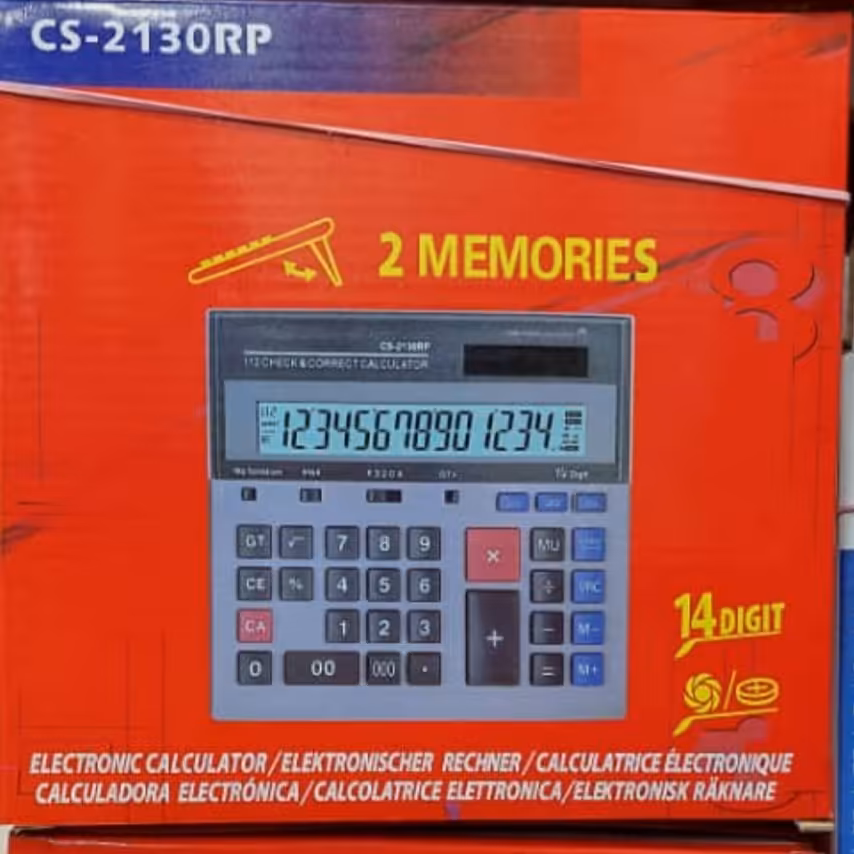 CS-2130RP
2 MEMORIES
CS-2130RP
112 CHECK & CORRECT CALCULATOR
12345678901234.
GT √ 7 8 9 × MU
CE % 4 5 6 ÷ MRC
CA 1 2 3 + − M−
0 00 000 . = M+
14 DIGIT
ELECTRONIC CALCULATOR/ELEKTRONISCHER RECHNER/CALCULATRICE ÉLECTRONIQUE
CALCULADORA ELECTRÓNICA/CALCOLATRICE ELETTRONICA/ELEKTRONISK RÄKNARE